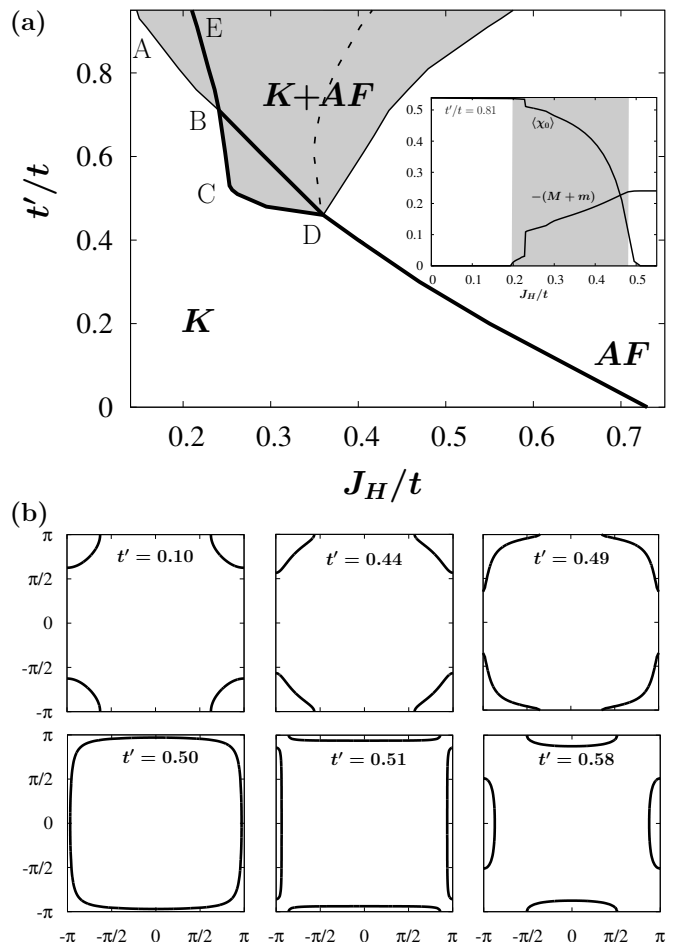 (a)
A
E
B
C
D
K+AF
K
AF
t'/t
0.8
0.6
0.4
0.2
0
0.2 0.3 0.4 0.5 0.6 0.7
J_H/t
t'/t = 0.81
⟨χ₀⟩
−(M + m)
0.5
0.4
0.3
0.2
0.1
0
0 0.1 0.2 0.3 0.4 0.5
J_H/t
(b)
t' = 0.10
t' = 0.44
t' = 0.49
π
π/2
0
-π/2
-π
t' = 0.50
t' = 0.51
t' = 0.58
π
π/2
0
-π/2
-π
-π -π/2 0 π/2 π
-π -π/2 0 π/2 π
-π -π/2 0 π/2 π